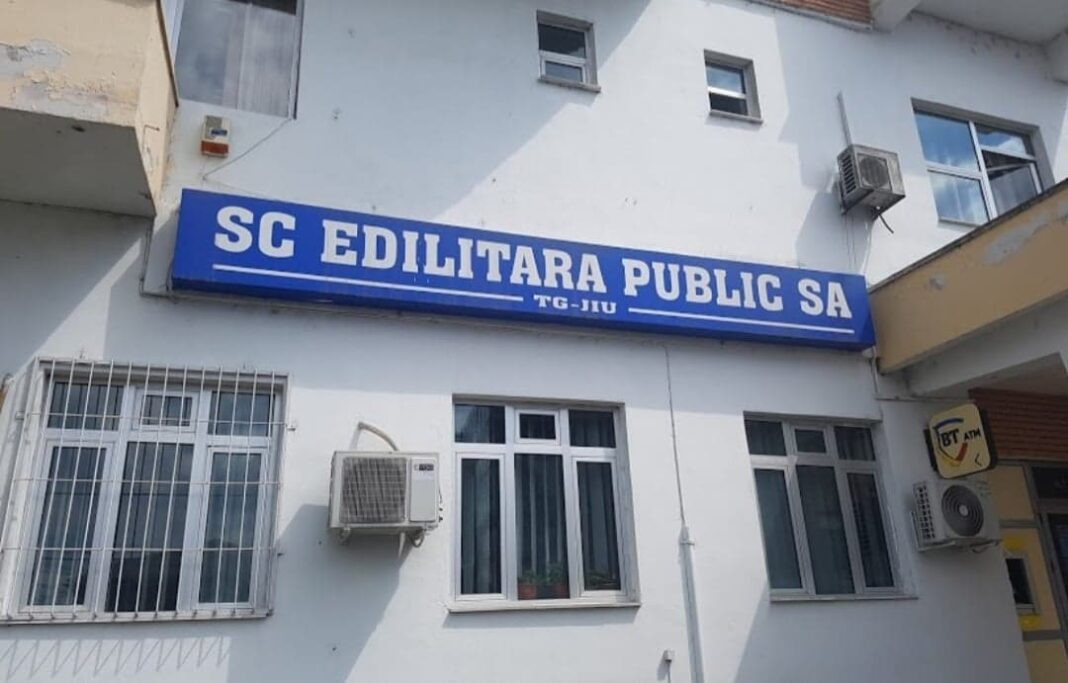 SC EDILITARA PUBLIC SA
TG-JIU
BT ATM